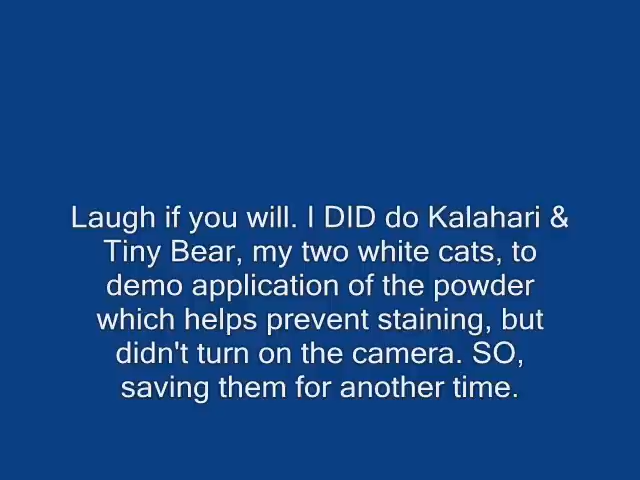 Laugh if you will. I DID do Kalahari &
Tiny Bear, my two white cats, to
demo application of the powder
which helps prevent staining, but
didn't turn on the camera. SO,
saving them for another time.